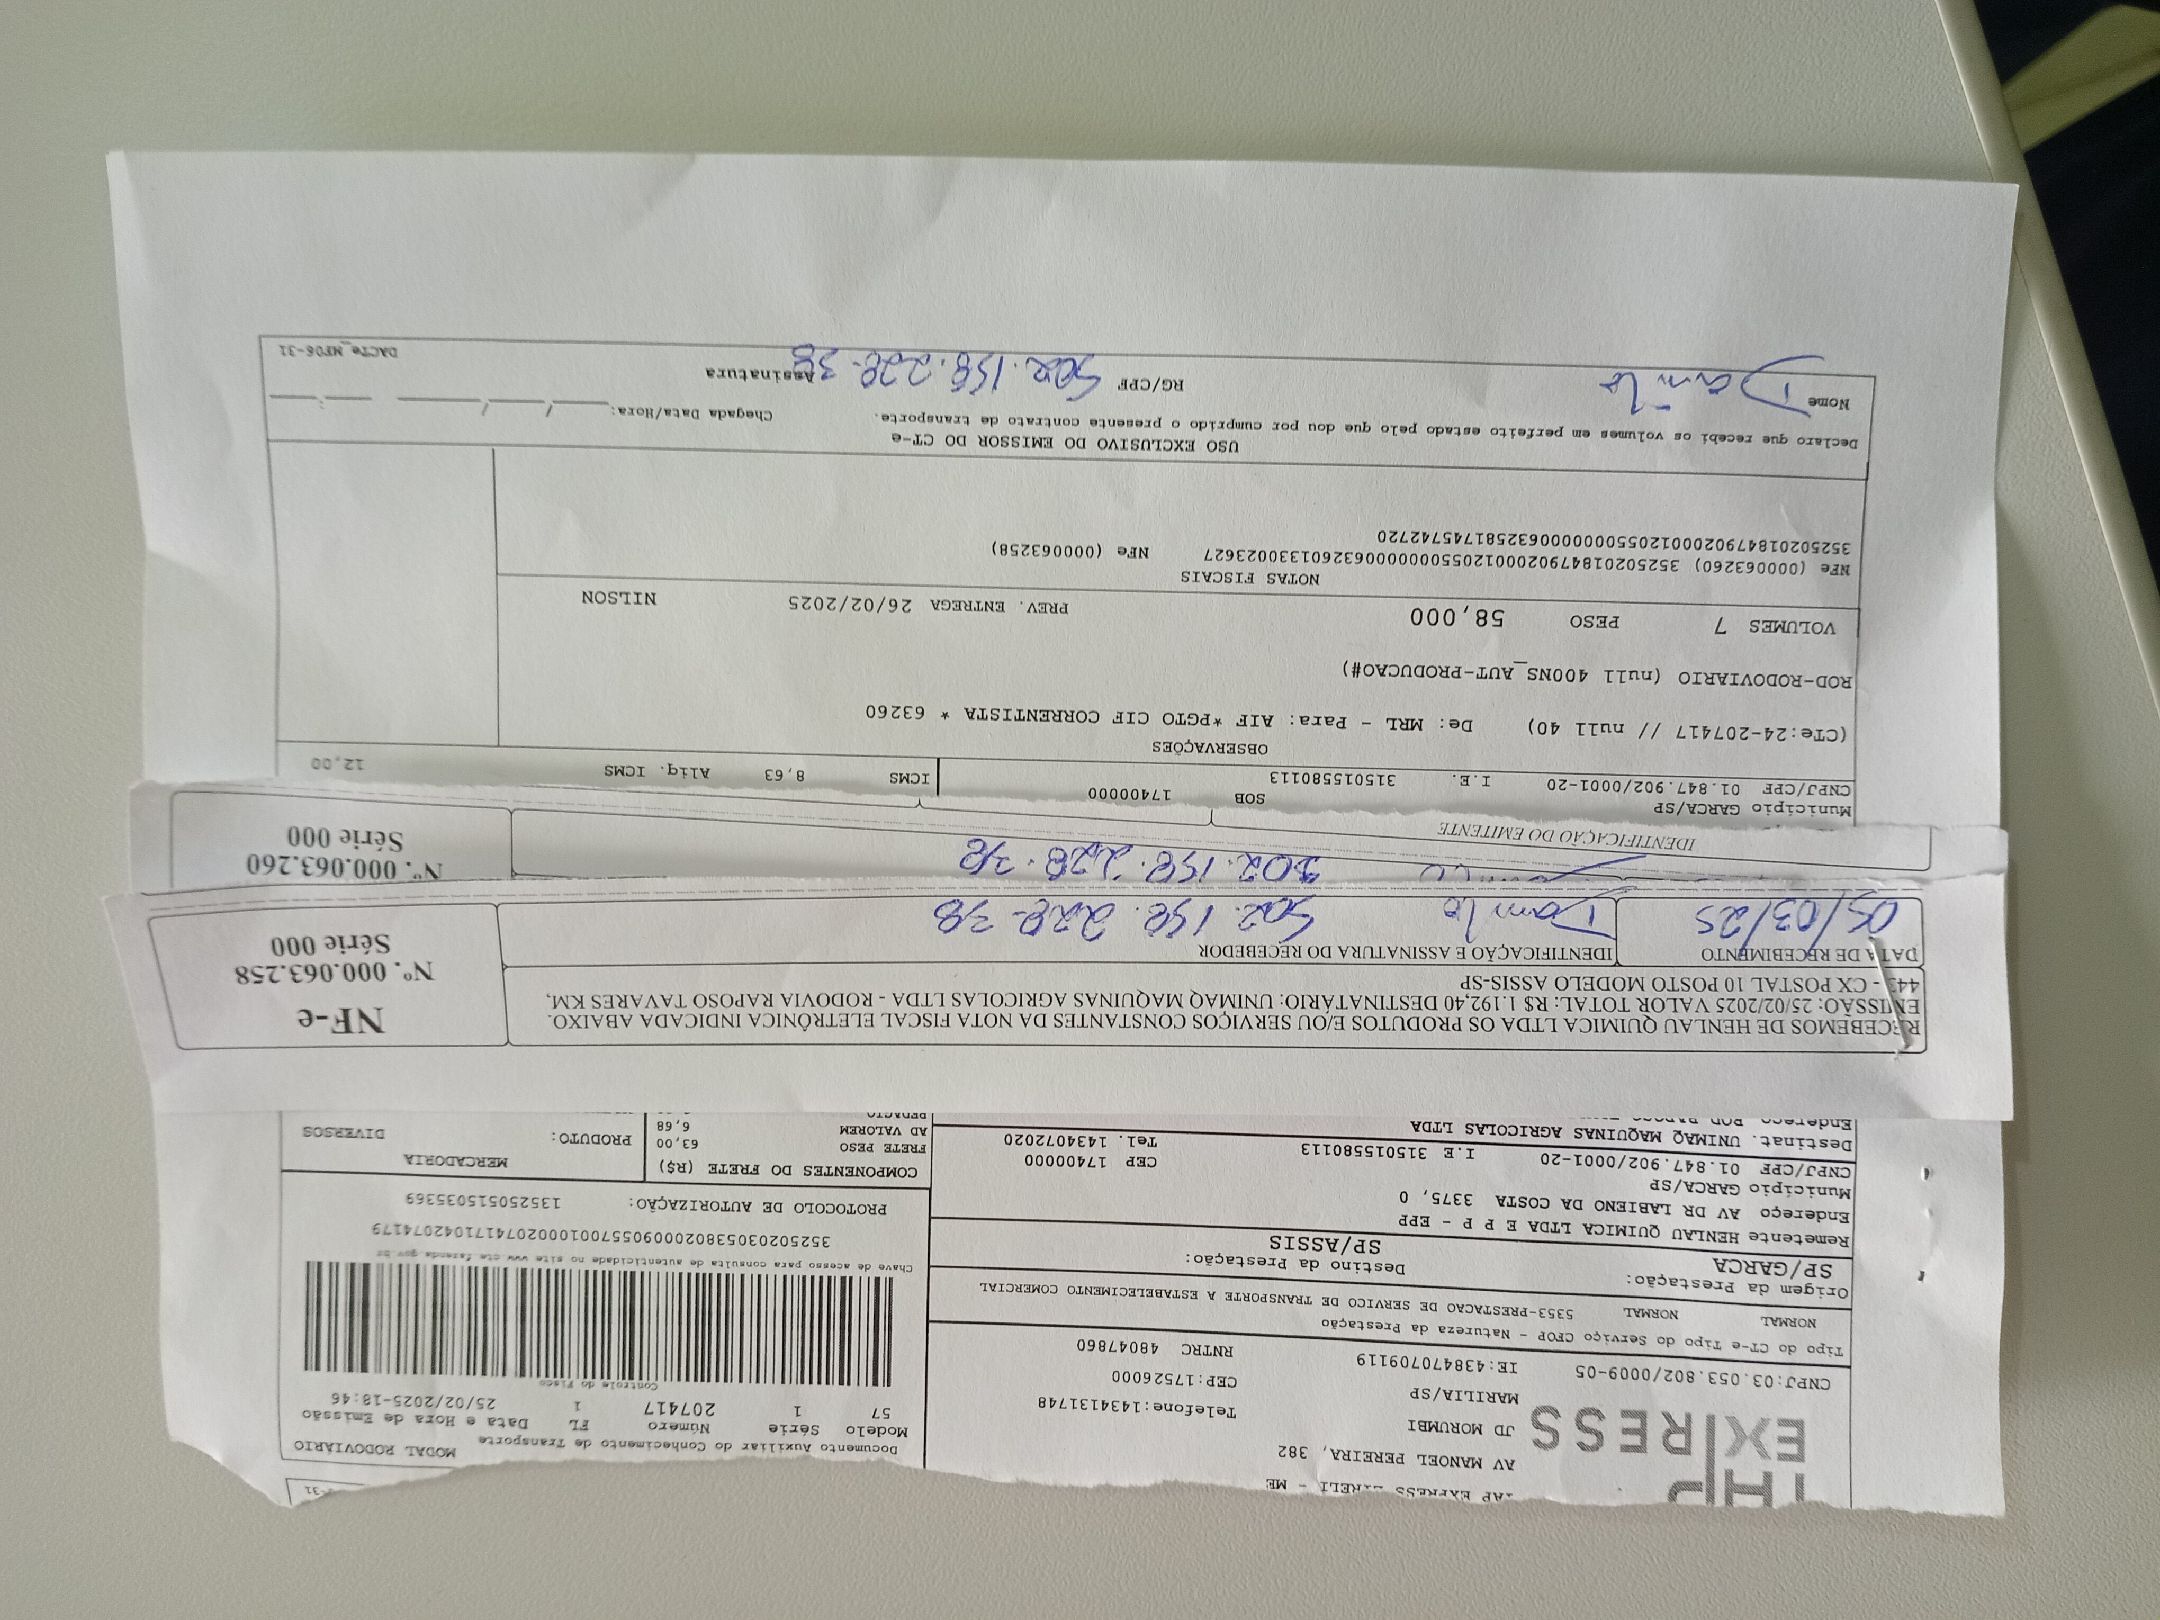 THP
EXPRESS
AV MANOEL PEREIRA, 382
JD MORUMBI
MARILIA/SP
Telefone:1434131748
CEP:17526000
CNPJ:03.053.802/0009-05 IE:438470709119 RNTRC 48047860
Documento Auxiliar do Conhecimento de Transporte MODAL RODOVIÁRIO
Modelo Série Número FL Data e Hora de Emissão
57 1 207417 1 25/02/2025-18:46
Controle do Fisco
Tipo do CT-e Tipo do Serviço CFOP - Natureza da Prestação
NORMAL NORMAL 5353-PRESTACAO DE SERVICO DE TRANSPORTE A ESTABELECIMENTO COMERCIAL
Origem da Prestação: Destino da Prestação:
SP/GARCA SP/ASSIS
Chave de acesso para consulta de autenticidade no site www.cte.fazenda.gov.br
35250203053802000905570010002074171042074179
PROTOCOLO DE AUTORIZAÇÃO: 135250515035369
Remetente HENLAU QUIMICA LTDA E P P - EPP
Endereço AV DR LABIENO DA COSTA 3375, 0
Município GARCA/SP
CEP 17400000
CNPJ/CPF 01.847.902/0001-20 I.E 315015580113 Tel. 1434072020
Destinat. UNIMAQ MAQUINAS AGRICOLAS LTDA
COMPONENTES DO FRETE (R$) MERCADORIA
FRETE PESO 63,00 PRODUTO: DIVERSOS
AD VALOREM 6,68
RECEBEMOS DE HENLAU QUIMICA LTDA OS PRODUTOS E/OU SERVIÇOS CONSTANTES DA NOTA FISCAL ELETRÔNICA INDICADA ABAIXO.
EMISSÃO: 25/02/2025 VALOR TOTAL: R$ 1.192,40 DESTINATÁRIO: UNIMAQ MAQUINAS AGRICOLAS LTDA - RODOVIA RAPOSO TAVARES KM,
443 - CX POSTAL 10 POSTO MODELO ASSIS-SP
NF-e
Nº. 000.063.258
Série 000
DATA DE RECEBIMENTO IDENTIFICAÇÃO E ASSINATURA DO RECEBEDOR
05/03/25 Danilo 502.158.228-38
502.158.228.38
Nº. 000.063.260
Série 000
IDENTIFICAÇÃO DO EMITENTE
Município GARCA/SP SOB 17400000
CNPJ/CPF 01.847.902/0001-20 I.E. 315015580113 ICMS 8,63 Aliq. ICMS 12,00
OBSERVAÇÕES
(CTe:24-207417 // null 40) De: MRL - Para: AIF *PGTO CIF CORRENTISTA * 63260
ROD-RODOVIARIO (null 400NS_AUT-PRODUCAO#)
VOLUMES 7 PESO 58,000 PREV. ENTREGA 26/02/2025 NILSON
NOTAS FISCAIS
NFe (000063260) 35250201847902000120550000000632601330023627 NFe (000063258)
35250201847902000120550000000632581745742720
USO EXCLUSIVO DO EMISSOR DO CT-e
Declaro que recebi os volumes em perfeito estado pelo que dou por cumprido o presente contrato de transporte. Chegada Data/Hora: ___/___/_____ ___:___
Nome Danilo RG/CPF 502.158.228-38 Assinatura
DACTe_MF06-31